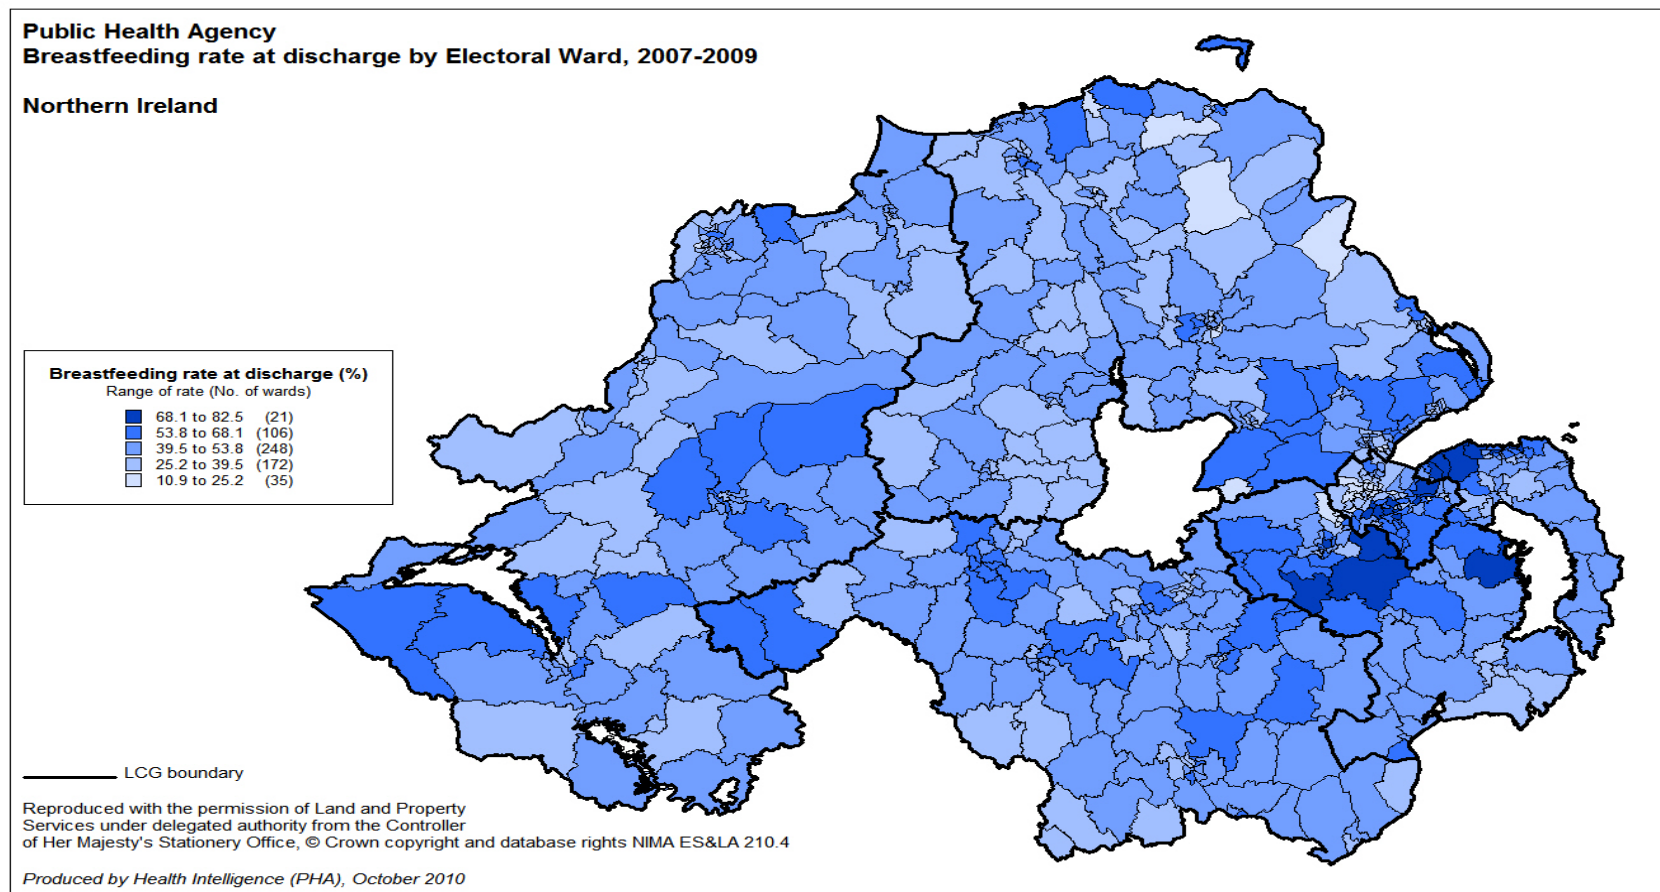 Public Health Agency
Breastfeeding rate at discharge by Electoral Ward, 2007-2009
Northern Ireland
Breastfeeding rate at discharge (%)
Range of rate (No. of wards)
68.1 to 82.5 (21)
53.8 to 68.1 (106)
39.5 to 53.8 (248)
25.2 to 39.5 (172)
10.9 to 25.2 (35)
LCG boundary
Reproduced with the permission of Land and Property
Services under delegated authority from the Controller
of Her Majesty's Stationery Office, © Crown copyright and database rights NIMA ES&LA 210.4
Produced by Health Intelligence (PHA), October 2010